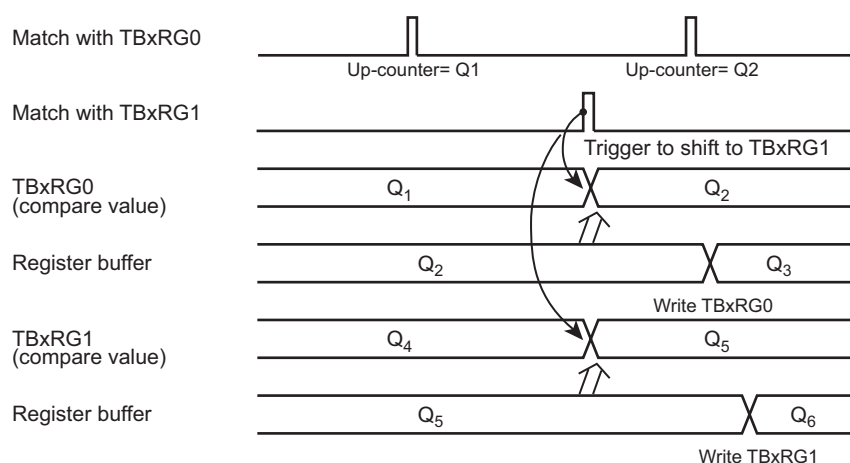 Match with TBxRG0
Up-counter= Q1
Up-counter= Q2
Match with TBxRG1
Trigger to shift to TBxRG1
TBxRG0
(compare value)
Q1
Q2
Register buffer
Q2
Q3
Write TBxRG0
TBxRG1
(compare value)
Q4
Q5
Register buffer
Q5
Q6
Write TBxRG1